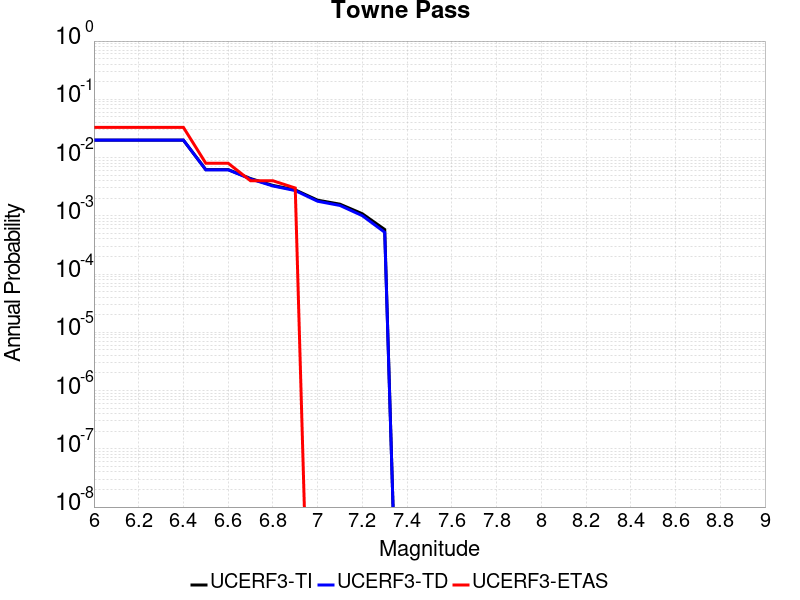 Towne Pass
10^0
10^-1
10^-2
10^-3
10^-4
10^-5
10^-6
10^-7
10^-8
Annual Probability
6 6.2 6.4 6.6 6.8 7 7.2 7.4 7.6 7.8 8 8.2 8.4 8.6 8.8 9
Magnitude
UCERF3-TI UCERF3-TD UCERF3-ETAS